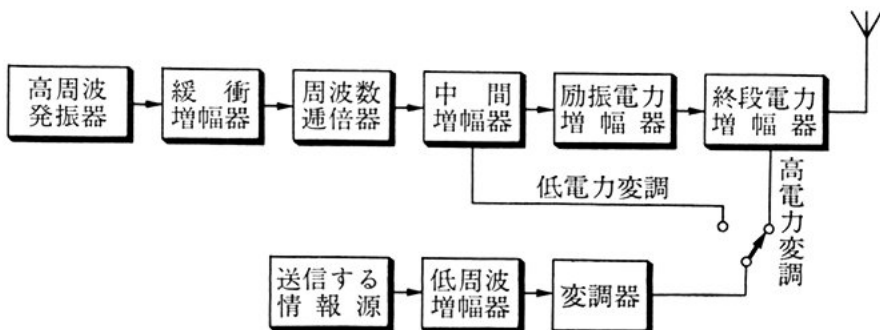 高周波
発振器
緩衝
増幅器
周波数
逓倍器
中間
増幅器
励振電力
増幅器
終段電力
増幅器
低電力変調
高電力変調
送信する
情報源
低周波
増幅器
変調器